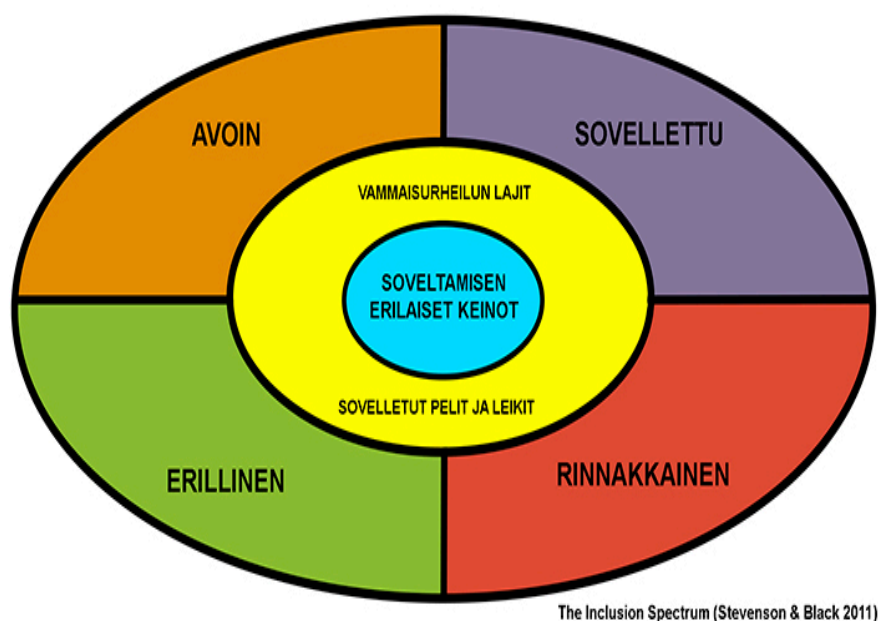 AVOIN
SOVELLETTU
VAMMAISURHEILUN LAJIT
SOVELTAMISEN
ERILAISET KEINOT
SOVELLETUT PELIT JA LEIKIT
ERILLINEN
RINNAKKAINEN
The Inclusion Spectrum (Stevenson & Black 2011)